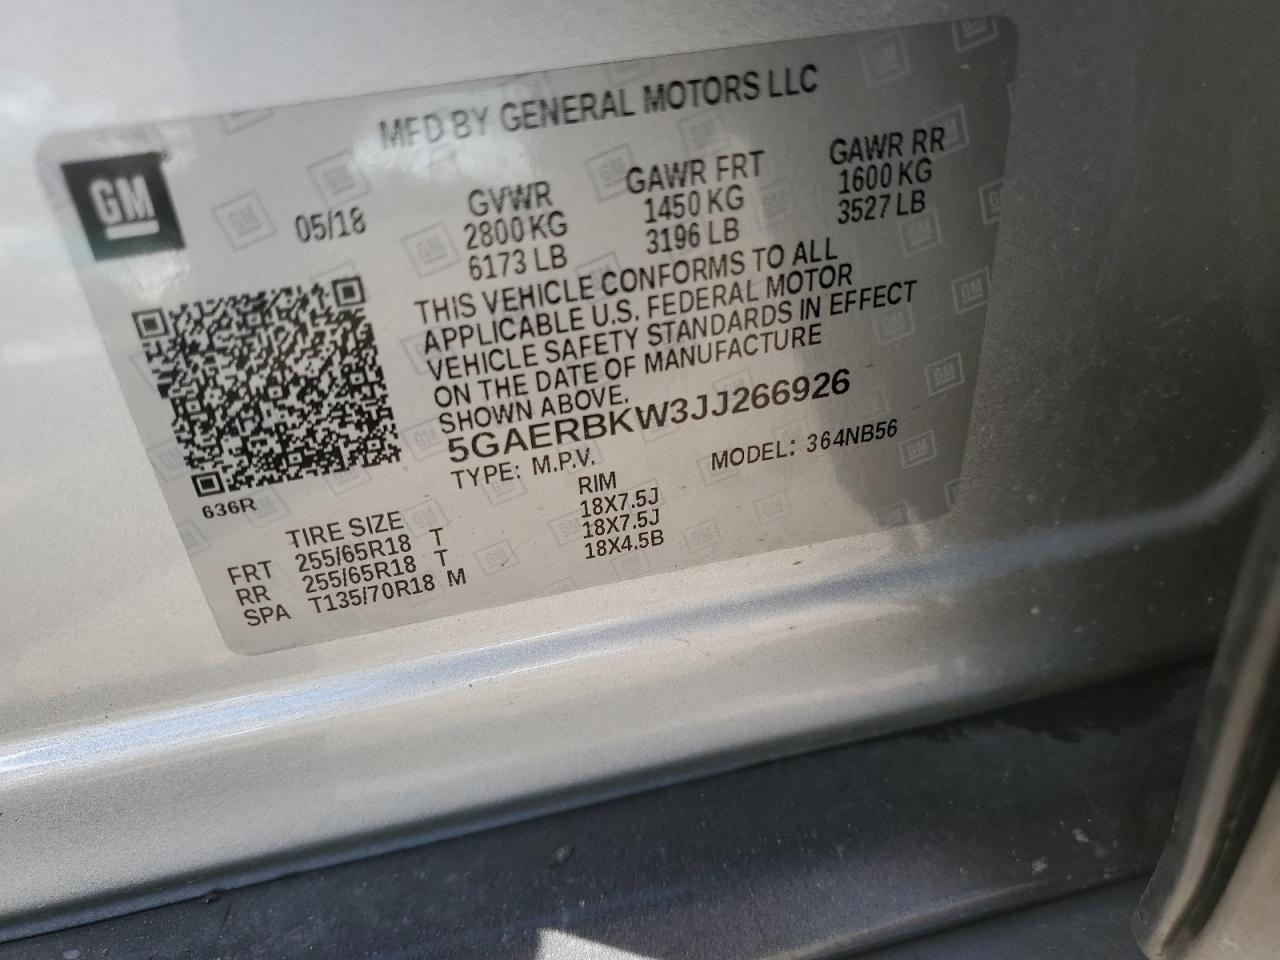 MFD BY GENERAL MOTORS LLC
GM
05/18
GVWR
2800 KG
6173 LB
GAWR FRT
1450 KG
3196 LB
GAWR RR
1600 KG
3527 LB
THIS VEHICLE CONFORMS TO ALL
APPLICABLE U.S. FEDERAL MOTOR
VEHICLE SAFETY STANDARDS IN EFFECT
ON THE DATE OF MANUFACTURE
SHOWN ABOVE.
5GAERBKW3JJ266926
TYPE: M.P.V.
MODEL: 364NB56
636R
TIRE SIZE
RIM
FRT 255/65R18 T 18X7.5J
RR 255/65R18 T 18X7.5J
SPA T135/70R18 M 18X4.5B